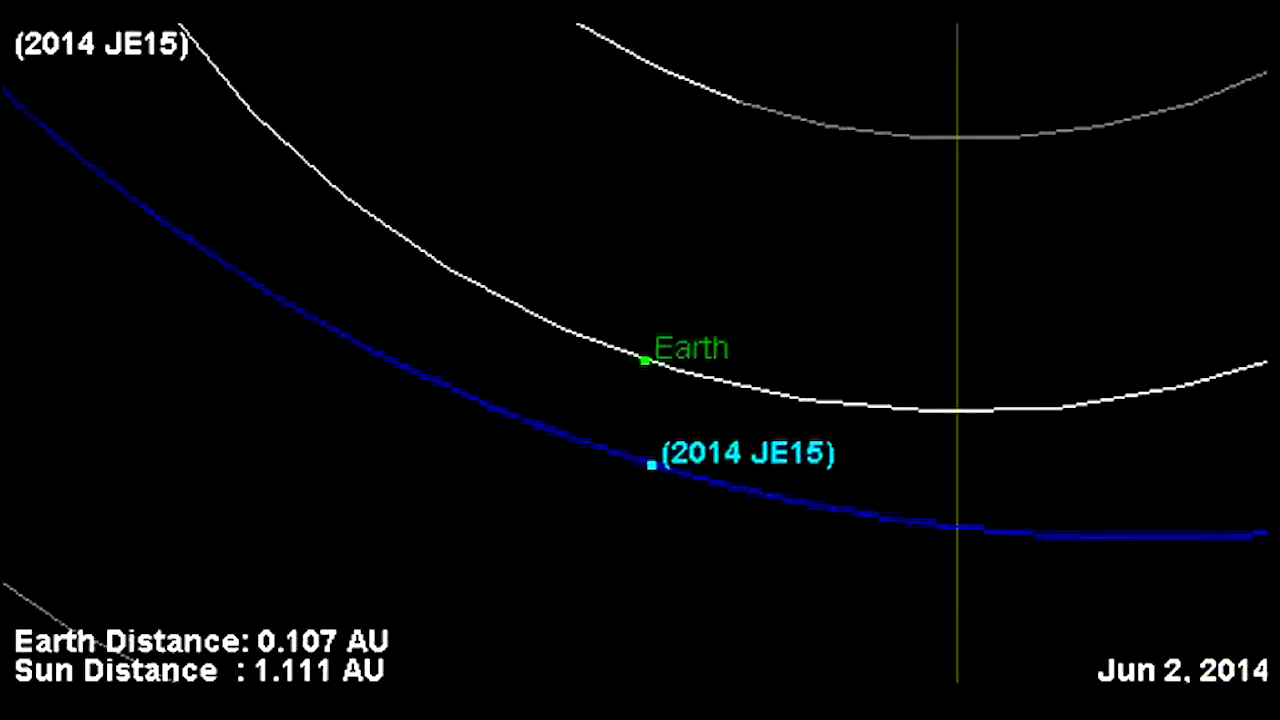 (2014 JE15)
Earth
(2014 JE15)
Earth Distance: 0.107 AU
Sun Distance : 1.111 AU
Jun 2, 2014